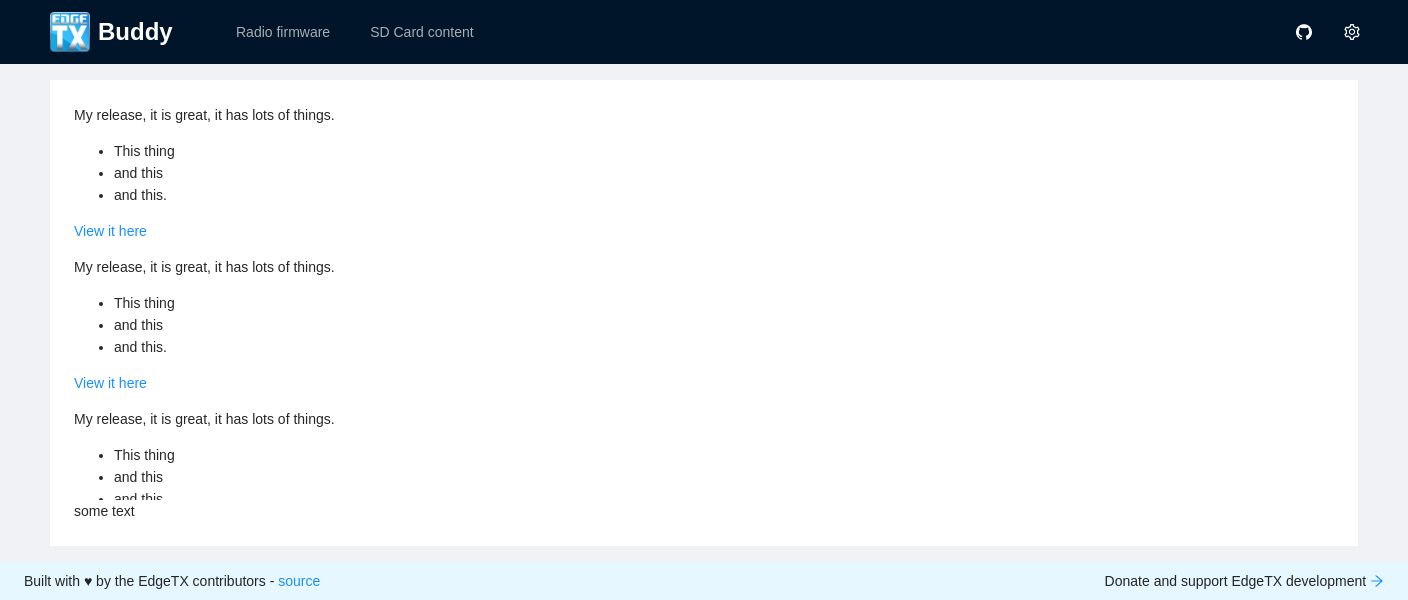 EDGE TX Buddy Radio firmware SD Card content
My release, it is great, it has lots of things.
• This thing
• and this
• and this.
View it here
My release, it is great, it has lots of things.
• This thing
• and this
• and this.
View it here
My release, it is great, it has lots of things.
• This thing
• and this
• and this
some text
Built with ♥ by the EdgeTX contributors - source Donate and support EdgeTX development →